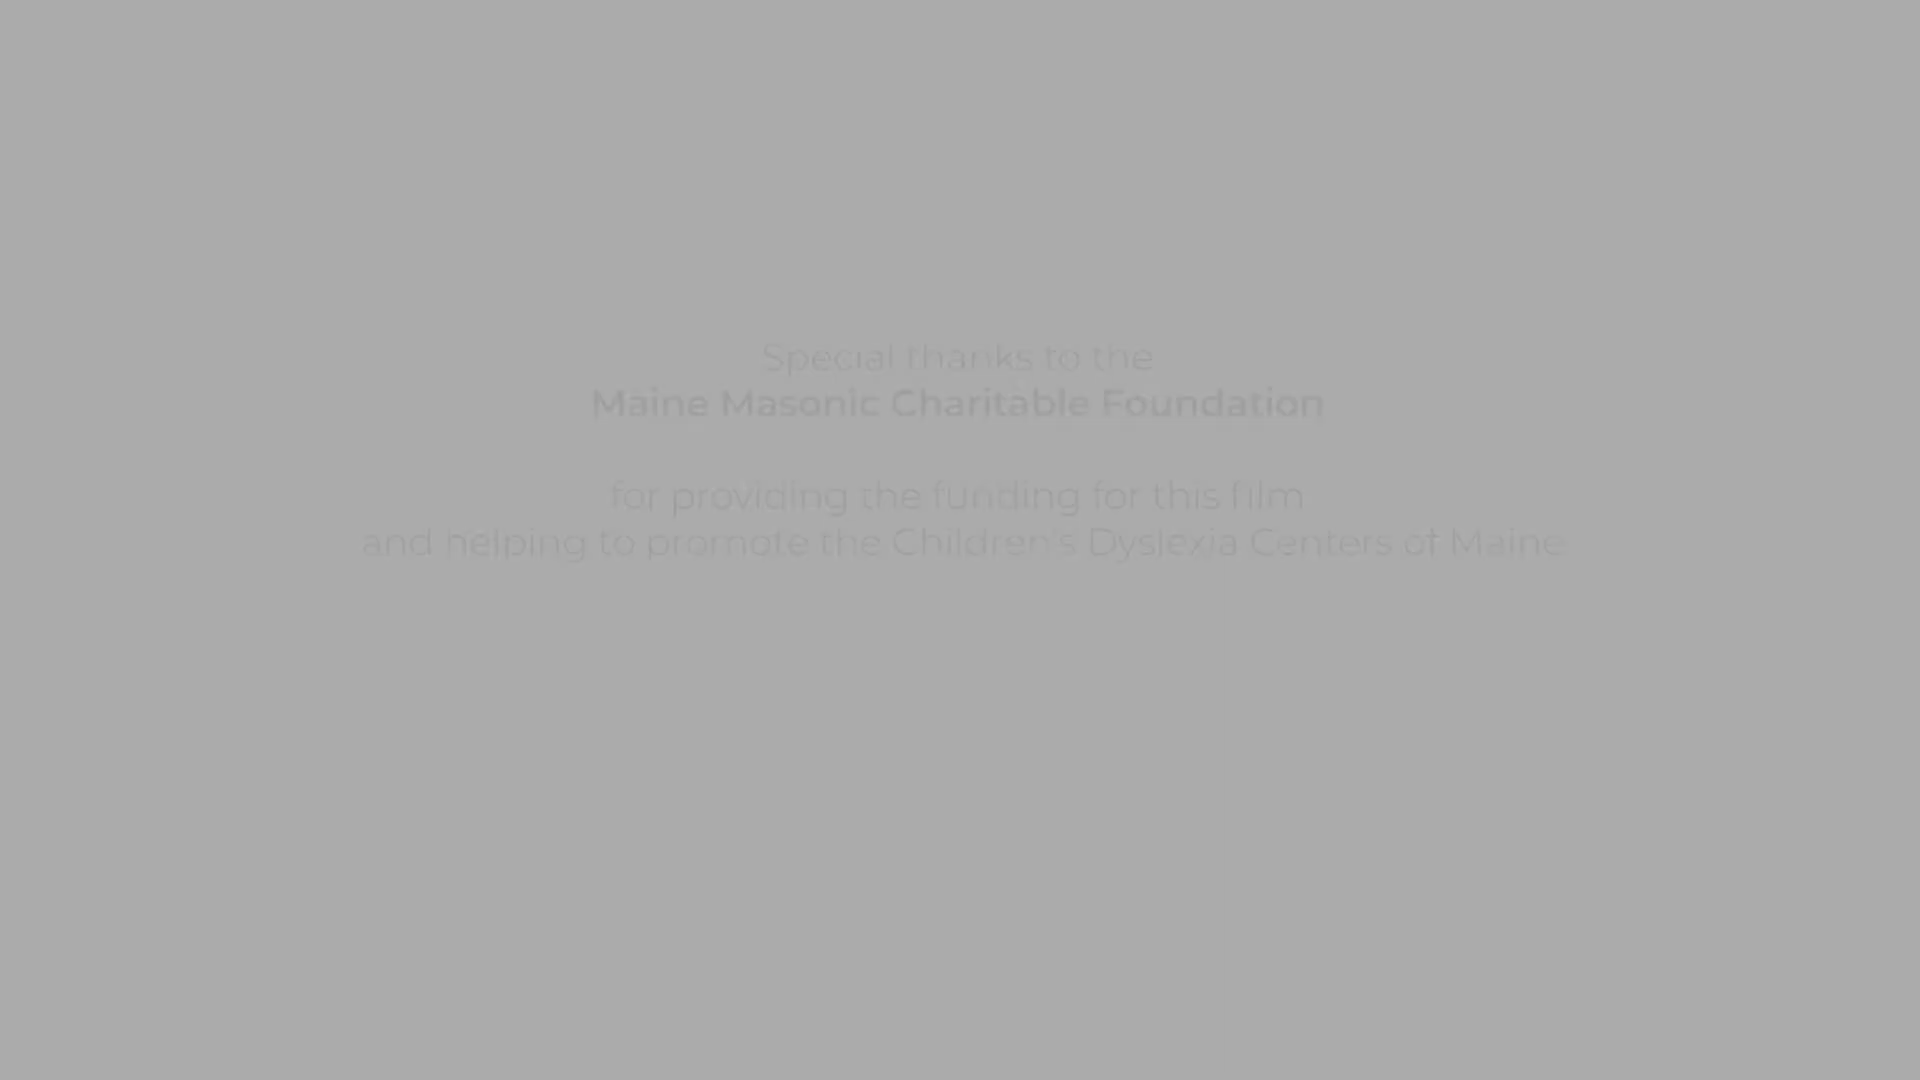 Special thanks to the
Maine Masonic Charitable Foundation
for providing the funding for this film
and helping to promote the Children's Dyslexia Centers of Maine